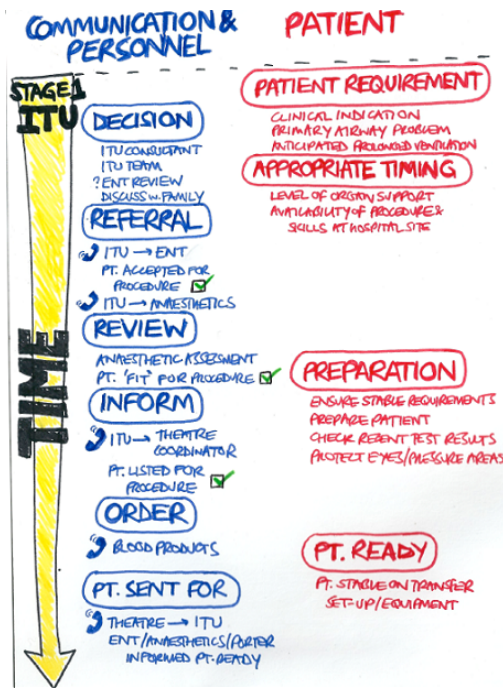 COMMUNICATION &
PERSONNEL
PATIENT
STAGE 1
ITU
TIME
DECISION
ITU CONSULTANT
ITU TEAM
? ENT REVIEW
DISCUSS w. FAMILY
REFERRAL
ITU → ENT
PT. ACCEPTED FOR
PROCEDURE ☑
ITU → ANAESTHETICS
REVIEW
ANAESTHETIC ASSESSMENT
PT. 'FIT' FOR PROCEDURE ☑
INFORM
ITU → THEATRE
COORDINATOR
PT. LISTED FOR
PROCEDURE ☑
ORDER
BLOOD PRODUCTS
PT. SENT FOR
THEATRE → ITU
ENT/ANAESTHETICS/PORTER
INFORMED PT. READY
PATIENT REQUIREMENT
CLINICAL INDICATION
PRIMARY AIRWAY PROBLEM
ANTICIPATED PROLONGED VENTILATION
APPROPRIATE TIMING
LEVEL OF ORGAN SUPPORT
AVAILABILITY OF PROCEDURE &
SKILLS AT HOSPITAL SITE
PREPARATION
ENSURE STABLE REQUIREMENTS
PREPARE PATIENT
CHECK RECENT TEST RESULTS
PROTECT EYES/PRESSURE AREAS
PT. READY
PT. STABLE ON TRANSFER
SET-UP/EQUIPMENT